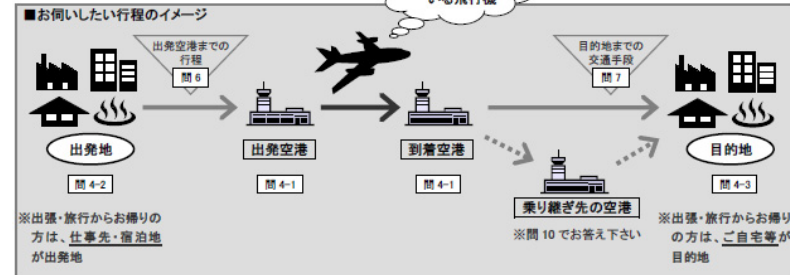 いる飛行機
■お伺いしたい行程のイメージ
出発空港までの
行程
問 6
目的地までの
交通手段
問 7
出発地
出発空港
到着空港
目的地
問 4-2
問 4-1
問 4-1
問 4-3
乗り継ぎ先の空港
※問 10 でお答え下さい
※出張・旅行からお帰りの
方は、仕事先・宿泊地
が出発地
※出張・旅行からお帰り
の方は、ご自宅等が
目的地